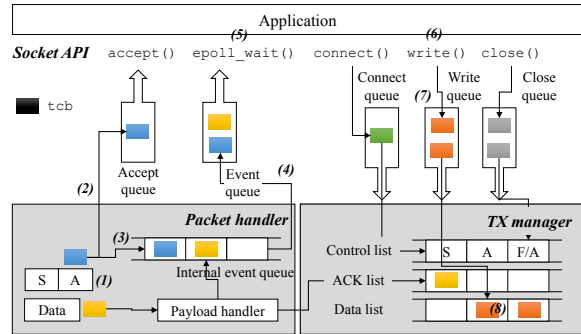 Application
(5)
(6)
Socket API
accept()
epoll_wait()
connect()
write()
close()
tcb
Connect
queue
(7)
Write
queue
Close
queue
Accept
queue
Event
queue
(4)
(2)
Packet handler
TX manager
(3)
Internal event queue
S
A
(1)
Data
Payload handler
Control list
S
A
F/A
ACK list
Data list
(8)